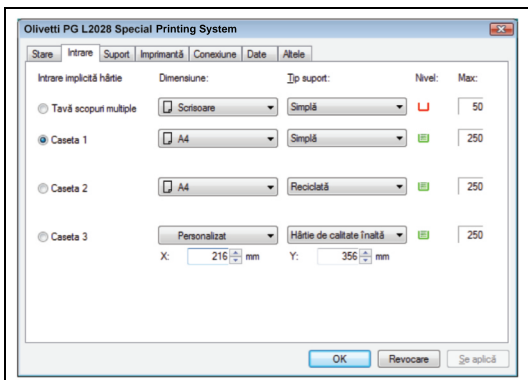 Olivetti PG L2028 Special Printing System
Stare Intrare Suport Imprimantă Conexiune Date Altele
Intrare implicită hârtie Dimensiune: Tip suport: Nivel: Max:
Tavă scopuri multiple Scrisoare Simplă 50
Caseta 1 A4 Simplă 250
Caseta 2 A4 Reciclată 250
Caseta 3 Personalizat Hârtie de calitate înaltă 250
X: 216 mm Y: 356 mm
OK Revocare Se aplică